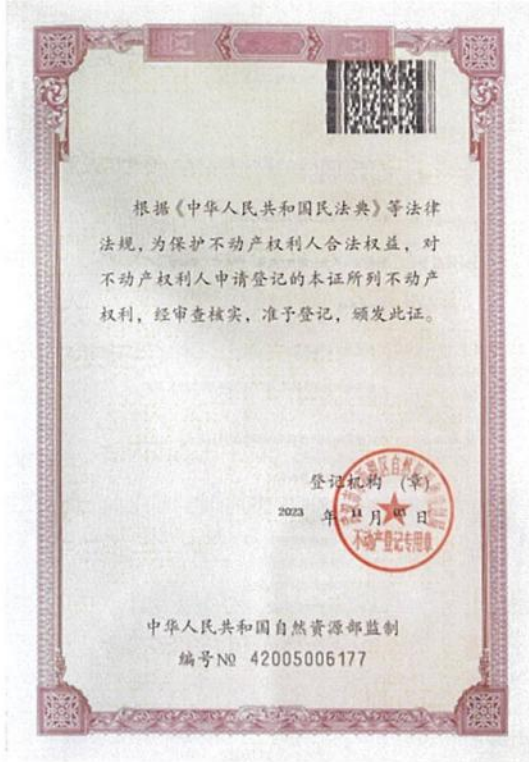 根据《中华人民共和国民法典》等法律
法规，为保护不动产权利人合法权益，对
不动产权利人申请登记的本证所列不动产
权利，经审查核实，准予登记，颁发此证。
登记机构 （章）
2023 年 11 月 03 日
不动产登记专用章
中华人民共和国自然资源部监制
编号№ 42005006177